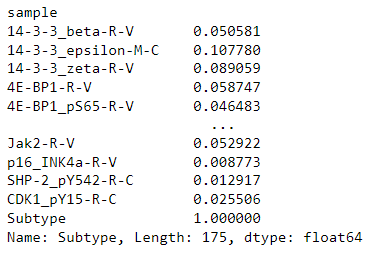 sample
14-3-3_beta-R-V 0.050581
14-3-3_epsilon-M-C 0.107780
14-3-3_zeta-R-V 0.089059
4E-BP1-R-V 0.058747
4E-BP1_pS65-R-V 0.046483
...
Jak2-R-V 0.052922
p16_INK4a-R-V 0.008773
SHP-2_pY542-R-C 0.012917
CDK1_pY15-R-C 0.025506
Subtype 1.000000
Name: Subtype, Length: 175, dtype: float64